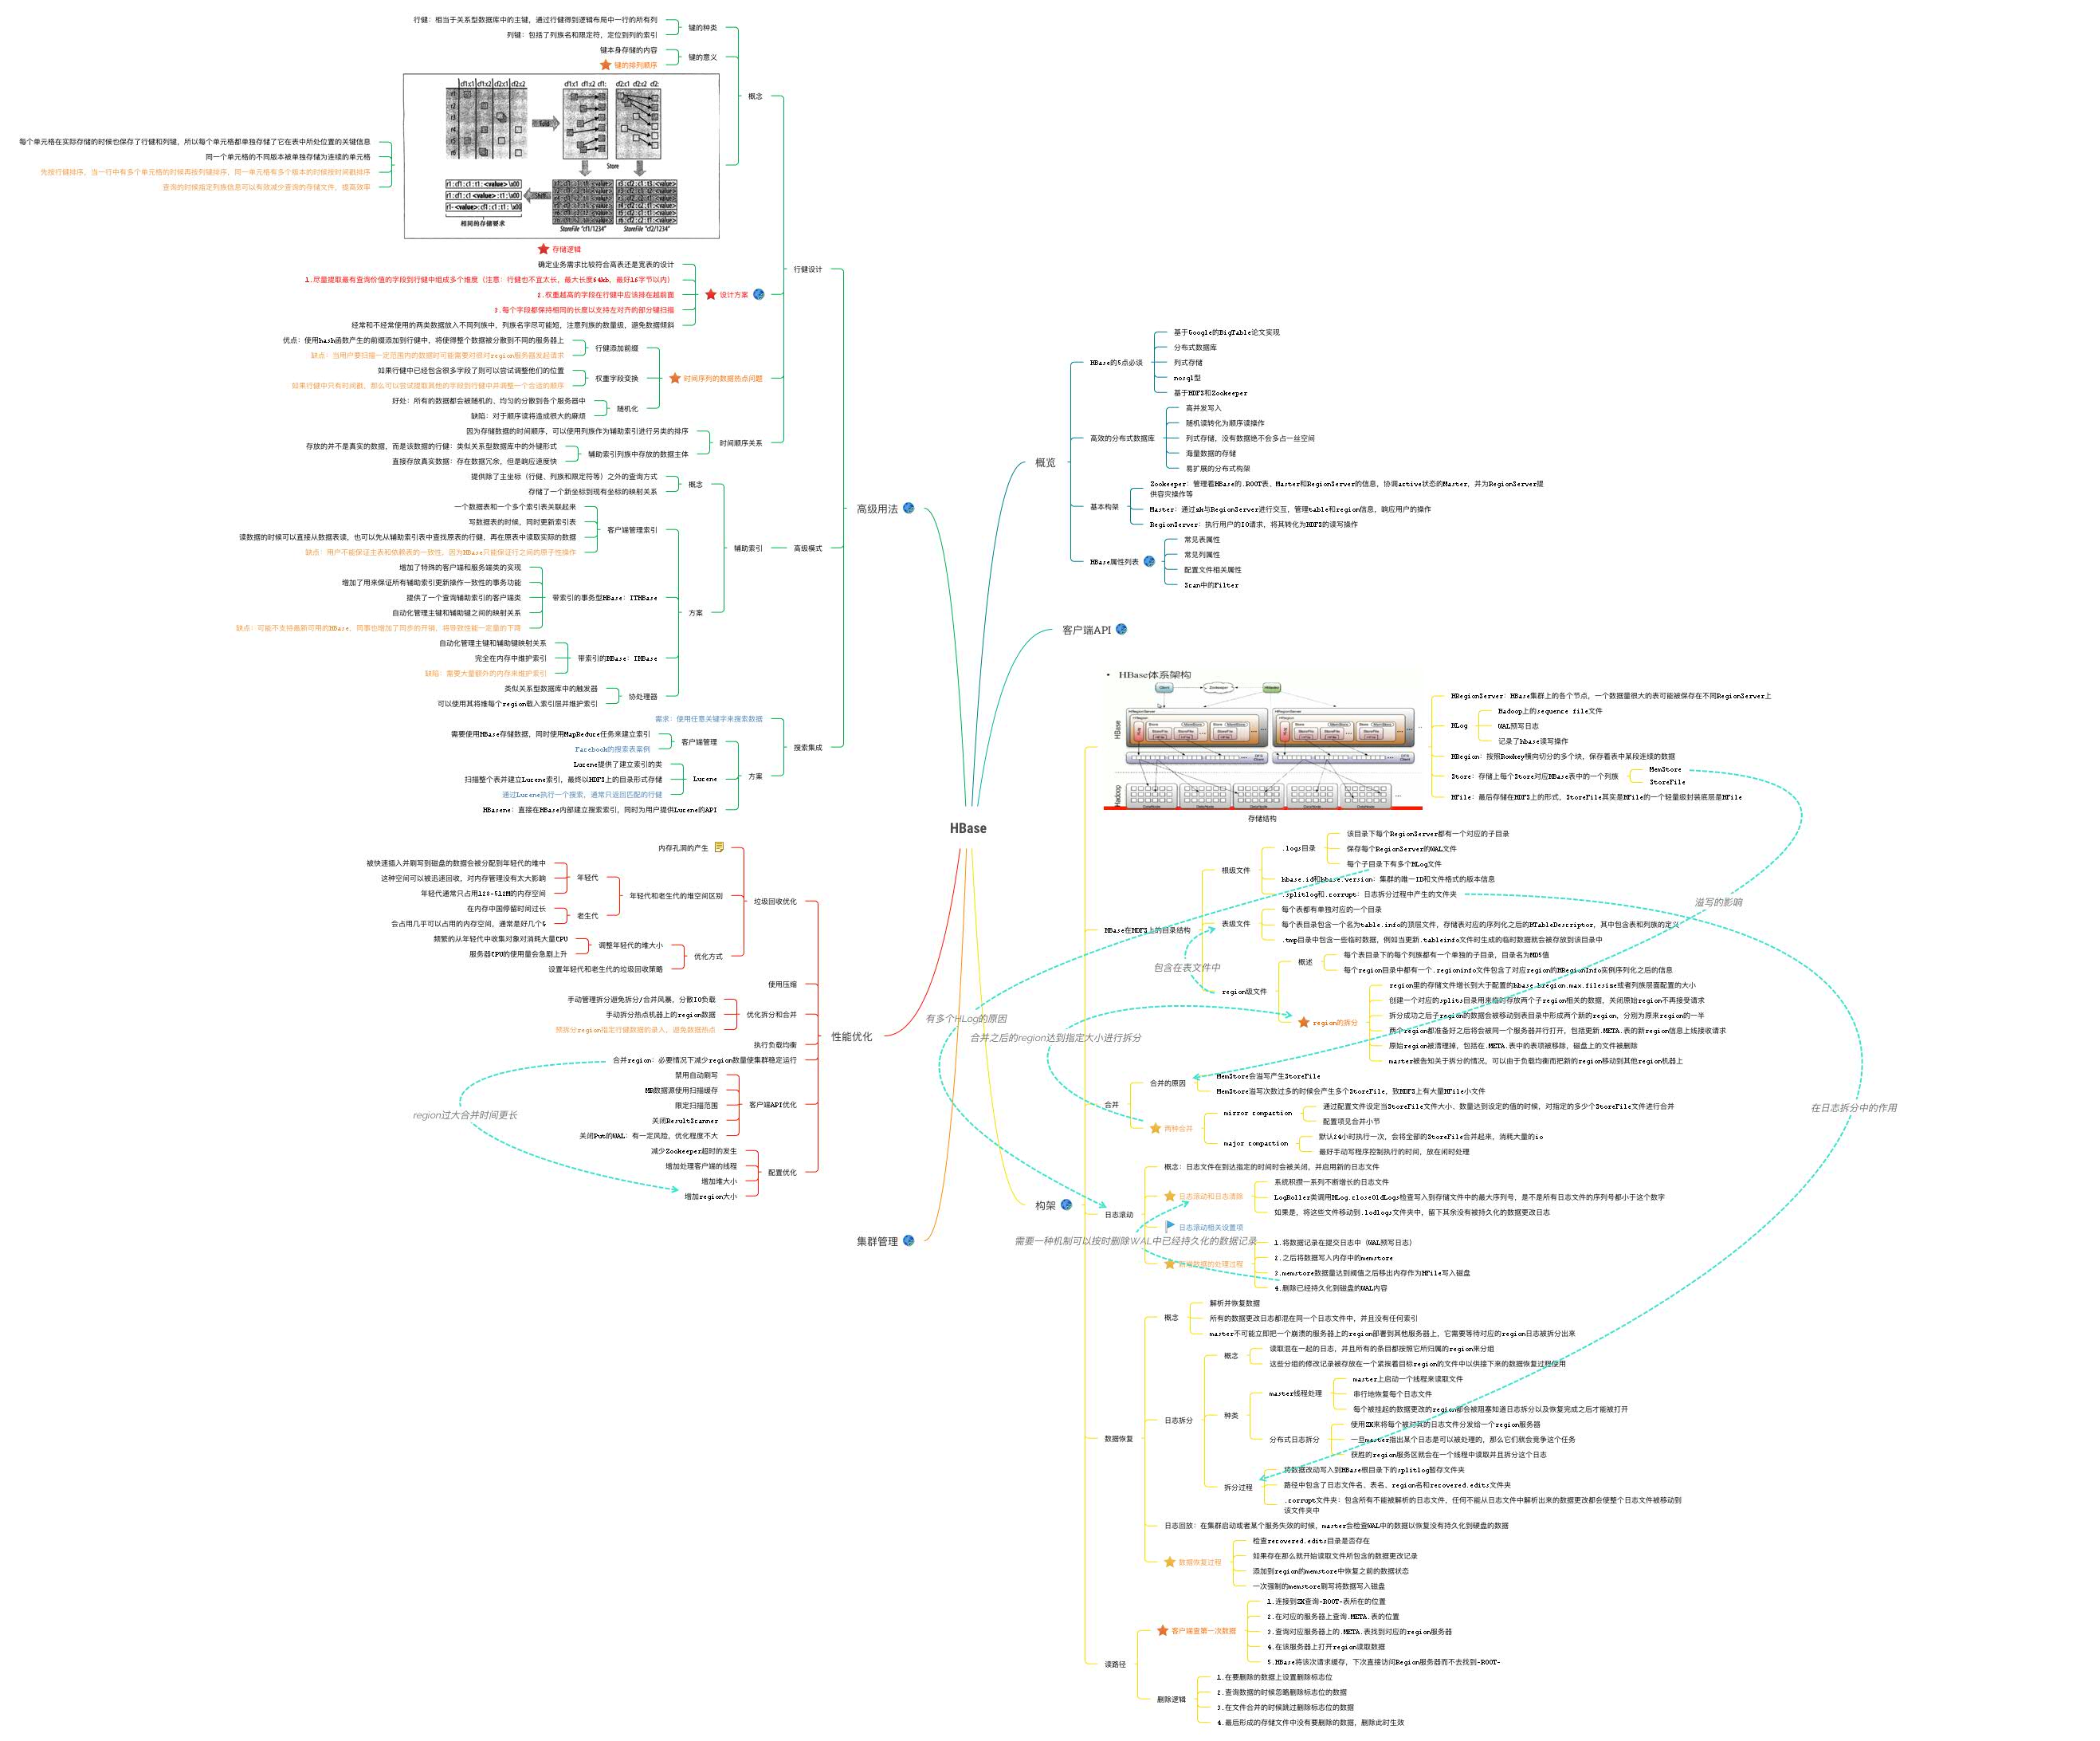 HBase
概览
HBase的5点必谈
基于Google的BigTable论文实现
分布式数据库
列式存储
nosql型
基于HDFS和Zookeeper
高效的分布式数据库
高并发写入
随机读转化为顺序读操作
列式存储，没有数据绝不会多占一丝空间
海量数据的存储
易扩展的分布式构架
基本构架
Zookeeper：管理着HBase的.ROOT表、Master和RegionServer的信息，协调active状态的Master，并为RegionServer提
供容灾操作等
Master：通过zk与RegionServer进行交互，管理table和region信息，响应用户的操作
RegionServer：执行用户的IO请求，将其转化为HDFS的读写操作
HBase属性列表
常见表属性
常见列属性
配置文件相关属性
Scan中的Filter
客户端API
构架
• HBase体系架构
存储结构
HRegionServer：HBase集群上的各个节点，一个数据量很大的表可能被保存在不同RegionServer上
HLog
Hadoop上的sequence file文件
WAL预写日志
记录了hbase读写操作
HRegion：按照Rowkey横向切分的多个块，保存着表中某段连续的数据
Store：存储上每个Store对应HBase表中的一个列族
MemStore
StoreFile
HFile：最后存储在HDFS上的形式，StoreFile其实是HFile的一个轻量级封装底层是HFile
HBase在HDFS上的目录结构
根级文件
.logs目录
该目录下每个RegionServer都有一个对应的子目录
保存每个RegionServer的WAL文件
每个子目录下有多个HLog文件
hbase.id和hbase.version：集群的唯一ID和文件格式的版本信息
.splitlog和.corrupt：日志拆分过程中产生的文件夹
表级文件
每个表都有单独对应的一个目录
每个表目录包含一个名为table.info的顶层文件，存储表对应的序列化之后的HTableDescriptor，其中包含表和列族的定义
.tmp目录中包含一些临时数据，例如当更新.tableinfo文件时生成的临时数据就会被存放到该目录中
region级文件
概述
每个表目录下的每个列族都有一个单独的子目录，目录名为MD5值
每个region目录中都有一个.regioninfo文件包含了对应region的HRegionInfo实例序列化之后的信息
region的拆分
region里的存储文件增长到大于配置的hbase.hregion.max.filesize或者列族层面配置的大小
创建一个对应的splits目录用来临时存放两个子region相关的数据，关闭原始region不再接受请求
拆分成功之后子region的数据会被移动到表目录中形成两个新的region，分别为原来region的一半
两个region都准备好之后将会被同一个服务器并行打开，包括更新.META.表的新region信息上线接收请求
原始region被清理掉，包括在.META.表中的表项被移除，磁盘上的文件被删除
master被告知关于拆分的情况，可以由于负载均衡而把新的region移动到其他region机器上
合并
合并的原因
MemStore会溢写产生StoreFile
MemStore溢写次数过多的时候会产生多个StoreFile，致HDFS上有大量HFile小文件
两种合并
mirror compaction
通过配置文件设定当StoreFile文件大小、数量达到设定的值的时候，对指定的多少个StoreFile文件进行合并
配置项见合并小节
major compaction
默认24小时执行一次，会将全部的StoreFile合并起来，消耗大量的io
最好手动写程序控制执行的时间，放在闲时处理
日志滚动
概念：日志文件在到达指定的时间时会被关闭，并启用新的日志文件
日志滚动和日志清除
系统积攒一系列不断增长的日志文件
LogRoller类调用HLog.closeOldLogs检查写入到存储文件中的最大序列号，是不是所有日志文件的序列号都小于这个数字
如果是，将这些文件移动到.lodlogs文件夹中，留下其余没有被持久化的数据更改日志
日志滚动相关设置项
1.将数据记录在提交日志中（WAL预写日志）
2.之后将数据写入内存中的memstore
3.memstore数据量达到阈值之后移出内存作为HFile写入磁盘
4.删除已经持久化到磁盘的WAL内容
数据恢复
概念
解析并恢复数据
所有的数据更改日志都混在同一个日志文件中，并且没有任何索引
master不可能立即把一个崩溃的服务器上的region部署到其他服务器上，它需要等待对应的region日志被拆分出来
日志拆分
概念
读取混在一起的日志，并且所有的条目都按照它所归属的region来分组
这些分组的修改记录被存放在一个紧挨着目标region的文件中以供接下来的数据恢复过程使用
种类
master线程处理
master上启动一个线程来读取文件
串行地恢复每个日志文件
每个被挂起的数据更改的region都会被阻塞知道日志拆分以及恢复完成之后才能被打开
分布式日志拆分
使用ZK来将每个被对其的日志文件分发给一个region服务器
一旦master指出某个日志是可以被处理的，那么它们就会竞争这个任务
获胜的region服务区就会在一个线程中读取并且拆分这个日志
拆分过程
将数据改动写入到HBase根目录下的splitlog暂存文件夹
路径中包含了日志文件名、表名、region名和recovered.edits文件夹
.corrupt文件夹：包含所有不能被解析的日志文件，任何不能从日志文件中解析出来的数据更改都会使整个日志文件被移动到
该文件夹中
日志回放：在集群启动或者某个服务失效的时候，master会检查WAL中的数据以恢复没有持久化到硬盘的数据
数据恢复过程
检查recovered.edits目录是否存在
如果存在那么就开始读取文件所包含的数据更改记录
添加到region的memstore中恢复之前的数据状态
一次强制的memstore刷写将数据写入磁盘
读路径
客户端查第一次数据
1.连接到ZK查询-ROOT-表所在的位置
2.在对应的服务器上查询.META.表的位置
3.查询对应服务器上的.META.表找到对应的region服务器
4.在该服务器上打开region读取数据
5.HBase将该次请求缓存，下次直接访问Region服务器而不去找到-ROOT-
删除逻辑
1.在要删除的数据上设置删除标志位
2.查询数据的时候忽略删除标志位的数据
3.在文件合并的时候跳过删除标志位的数据
4.最后形成的存储文件中没有要删除的数据，删除此时生效
溢写的影响
包含在表文件中
有多个HLog的原因
合并之后的region达到指定大小进行拆分
在日志拆分中的作用
需要一种机制可以按时删除WAL中已经持久化的数据记录
region过大合并时间更长
高级用法
行健设计
概念
键的种类
行健：相当于关系型数据库中的主键，通过行健得到逻辑布局中一行的所有列
列键：包括了列族名和限定符，定位到列的索引
键的意义
键本身存储的内容
键的排列顺序
存储逻辑
每个单元格在实际存储的时候也保存了行健和列键，所以每个单元格都单独存储了它在表中所处位置的关键信息
同一个单元格的不同版本被单独存储为连续的单元格
先按行健排序，当一行中有多个单元格的时候再按列键排序，同一单元格有多个版本的时候按时间戳排序
查询的时候指定列族信息可以有效减少查询的存储文件，提高效率
设计方案
确定业务需求比较符合高表还是宽表的设计
1.尽量提取最有查询价值的字段到行健中组成多个维度（注意：行健也不宜太长，最大长度64kb，最好16字节以内）
2.权重越高的字段在行健中应该排在越前面
3.每个字段都保持相同的长度以支持左对齐的部分键扫描
经常和不经常使用的两类数据放入不同列族中，列族名字尽可能短，注意列族的数量级，避免数据倾斜
时间序列的数据热点问题
行健添加前缀
优点：使用hash函数产生的前缀添加到行健中，将使得整个数据被分散到不同的服务器上
缺点：当用户要扫描一定范围内的数据时可能需要对很对region服务器发起请求
权重字段变换
如果行健中已经包含很多字段了则可以尝试调整他们的位置
如果行健中只有时间戳，那么可以尝试提取其他的字段到行健中并调整一个合适的顺序
随机化
好处：所有的数据都会被随机的、均匀的分散到各个服务器中
缺陷：对于顺序读将造成很大的麻烦
时间顺序关系
因为存储数据的时间顺序，可以使用列族作为辅助索引进行另类的排序
辅助索引列族中存放的数据主体
存放的并不是真实的数据，而是该数据的行健：类似关系型数据库中的外键形式
直接存放真实数据：存在数据冗余，但是响应速度快
高级模式
辅助索引
概念
提供除了主坐标（行健、列族和限定符等）之外的查询方式
存储了一个新坐标到现有坐标的映射关系
方案
客户端管理索引
一个数据表和一个多个索引表关联起来
写数据表的时候，同时更新索引表
读数据的时候可以直接从数据表读，也可以先从辅助索引表中查找原表的行健，再在原表中读取实际的数据
缺点：用户不能保证主表和依赖表的一致性，因为HBase只能保证行之间的原子性操作
带索引的事务型HBase：ITHBase
增加了特殊的客户端和服务端类的实现
增加了用来保证所有辅助索引更新操作一致性的事务功能
提供了一个查询辅助索引的客户端类
自动化管理主键和辅助键之间的映射关系
缺点：可能不支持最新可用的HBase，同事也增加了同步的开销，将导致性能一定量的下降
带索引的HBase：IHBase
自动化管理主键和辅助键映射关系
完全在内存中维护索引
缺陷：需要大量额外的内存来维护索引
协处理器
类似关系型数据库中的触发器
可以使用其将维每个region载入索引层并维护索引
搜索集成
需求：使用任意关键字来搜索数据
方案
客户端管理
需要使用HBase存储数据，同时使用MapReduce任务来建立索引
Facebook的搜索表案例
Lucene
Lucene提供了建立索引的类
扫描整个表并建立Lucene索引，最终以HDFS上的目录形式存储
通过Lucene执行一个搜索，通常只返回匹配的行健
HBasene：直接在HBase内部建立搜索索引，同时为用户提供Lucene的API
性能优化
垃圾回收优化
内存孔洞的产生
年轻代和老生代的堆空间区别
年轻代
被快速插入并刷写到磁盘的数据会被分配到年轻代的堆中
这种空间可以被迅速回收，对内存管理没有太大影响
年轻代通常只占用128-512M的内存空间
老生代
在内存中国停留时间过长
会占用几乎可以占用的内存空间，通常是好几个G
优化方式
调整年轻代的堆大小
频繁的从年轻代中收集对象对消耗大量CPU
服务器CPU的使用量会急剧上升
设置年轻代和老生代的垃圾回收策略
使用压缩
优化拆分和合并
手动管理拆分避免拆分/合并风暴，分散IO负载
手动拆分热点机器上的region数据
预拆分region指定行健数据的录入，避免数据热点
执行负载均衡
合并region：必要情况下减少region数量使集群稳定运行
客户端API优化
禁用自动刷写
MR数据源使用扫描缓存
限定扫描范围
关闭ResultScanner
关闭Put的WAL：有一定风险，优化程度不大
配置优化
减少Zookeeper超时的发生
增加处理客户端的线程
增加堆大小
增加region大小
集群管理